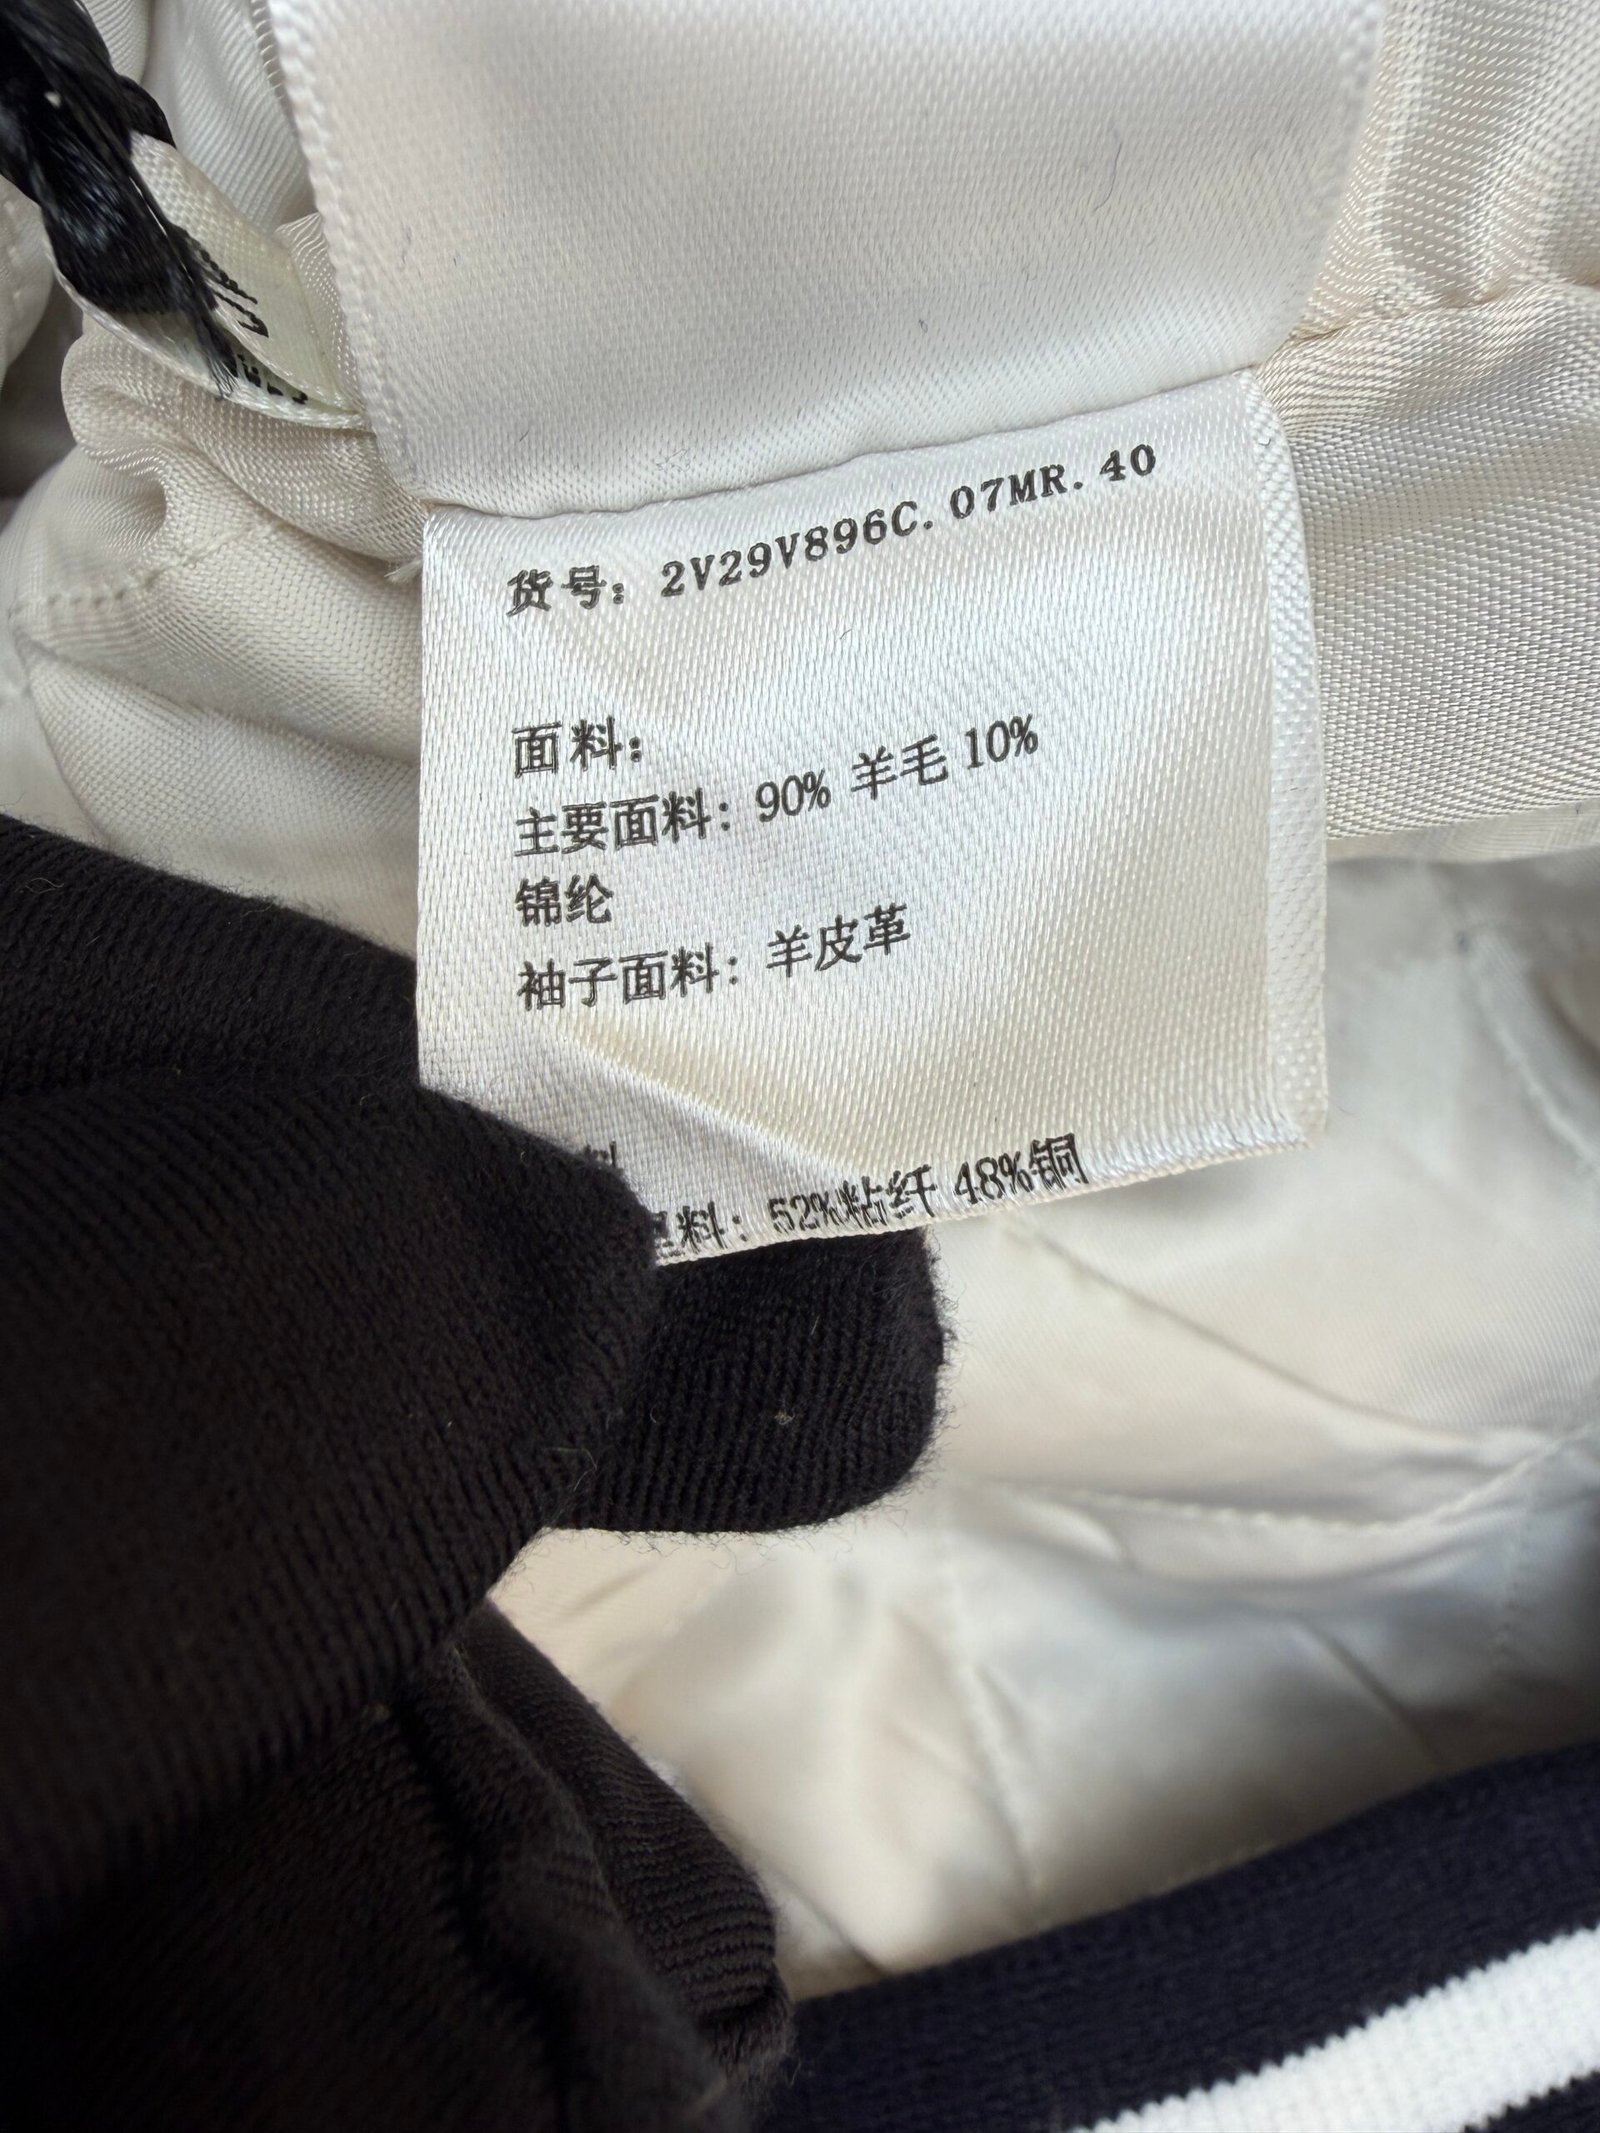 货号: 2V29V896C.07MR.40
面料:
主要面料: 90% 羊毛 10%
锦纶
袖子面料: 羊皮革
料
里料: 52%粘纤 48%铜